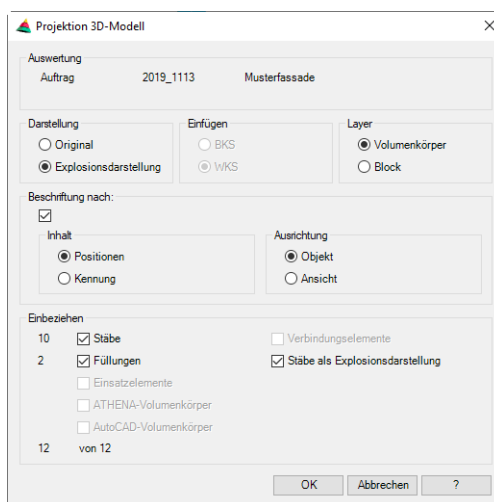 Projektion 3D-Modell
Auswertung
Auftrag 2019_1113 Musterfassade
Darstellung Einfügen Layer
Original BKS Volumenkörper
Explosionsdarstellung WKS Block
Beschriftung nach:
Inhalt Ausrichtung
Positionen Objekt
Kennung Ansicht
Einbeziehen
10 Stäbe Verbindungselemente
2 Füllungen Stäbe als Explosionsdarstellung
Einsatzelemente
ATHENA-Volumenkörper
AutoCAD-Volumenkörper
12 von 12
OK Abbrechen ?